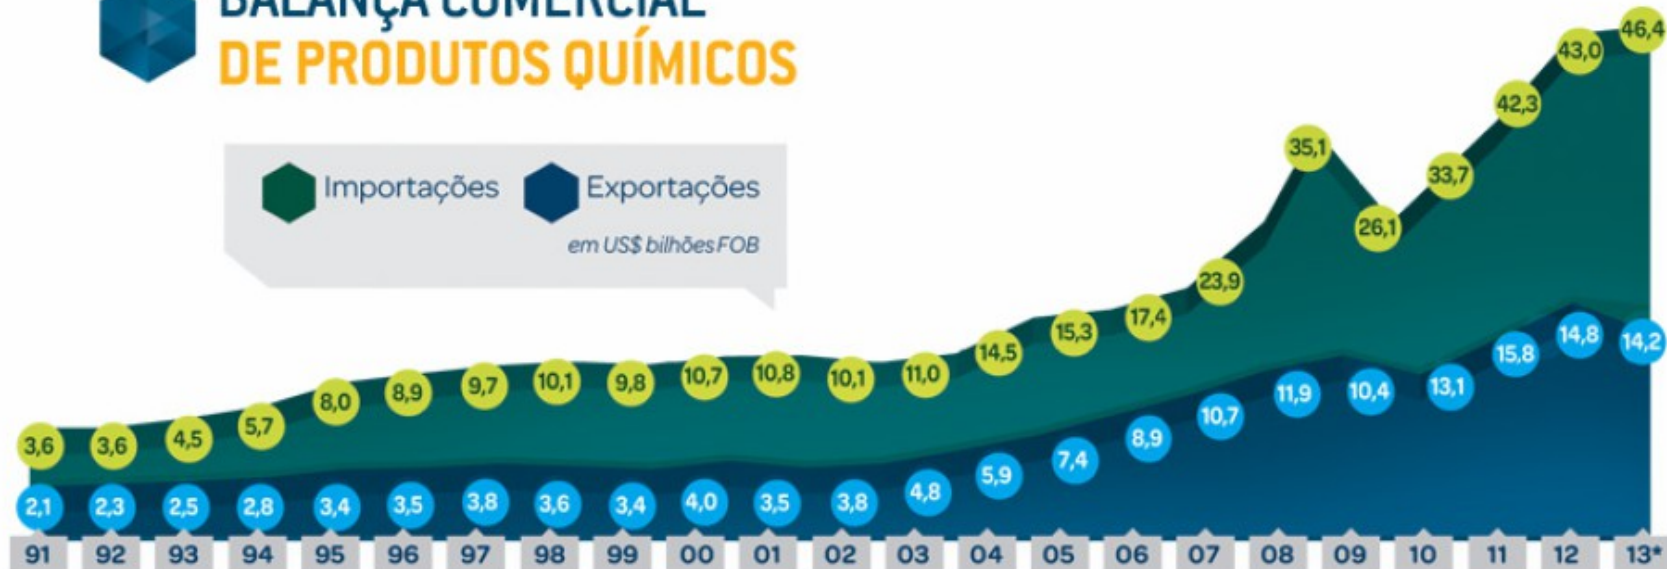 BALANÇA COMERCIAL
DE PRODUTOS QUÍMICOS
Importações Exportações
em US$ bilhões FOB
3,6 3,6 4,5 5,7 8,0 8,9 9,7 10,1 9,8 10,7 10,8 10,1 11,0 14,5 15,3 17,4 23,9 35,1 26,1 33,7 42,3 43,0 46,4
2,1 2,3 2,5 2,8 3,4 3,5 3,8 3,6 3,4 4,0 3,5 3,8 4,8 5,9 7,4 8,9 10,7 11,9 10,4 13,1 15,8 14,8 14,2
91 92 93 94 95 96 97 98 99 00 01 02 03 04 05 06 07 08 09 10 11 12 13*